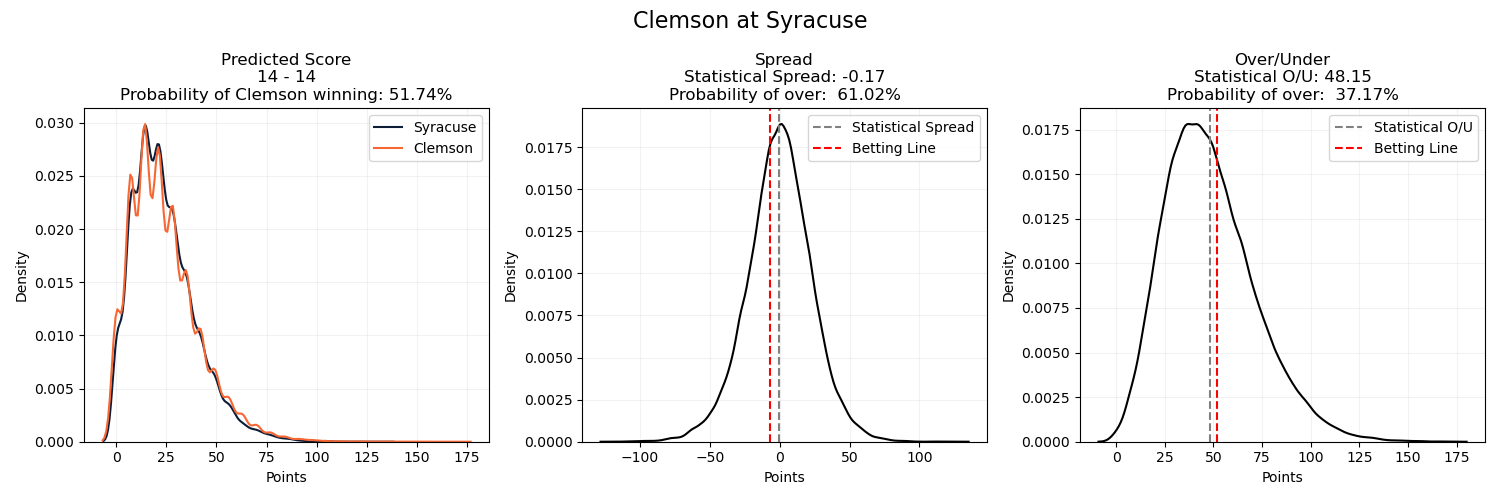 Clemson at Syracuse
Predicted Score
14 - 14
Probability of Clemson winning: 51.74%
Syracuse
Clemson
0.030
0.025
0.020
0.015
0.010
0.005
0.000
Density
0
25
50
75
100
125
150
175
Points
Spread
Statistical Spread: -0.17
Probability of over:  61.02%
Statistical Spread
Betting Line
0.0175
0.0150
0.0125
0.0100
0.0075
0.0050
0.0025
0.0000
Density
−100
−50
0
50
100
Points
Over/Under
Statistical O/U: 48.15
Probability of over:  37.17%
Statistical O/U
Betting Line
0.0175
0.0150
0.0125
0.0100
0.0075
0.0050
0.0025
0.0000
Density
0
25
50
75
100
125
150
175
Points